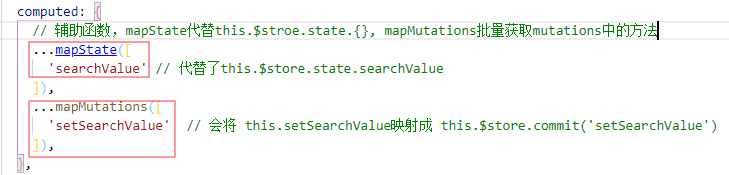 computed: {
// 辅助函数，mapState代替this.$stroe.state.{}, mapMutations批量获取mutations中的方法
...mapState([
'searchValue' // 代替了this.$store.state.searchValue
]),
...mapMutations([
'setSearchValue' // 会将 this.setSearchValue映射成 this.$store.commit('setSearchValue')
]),
},